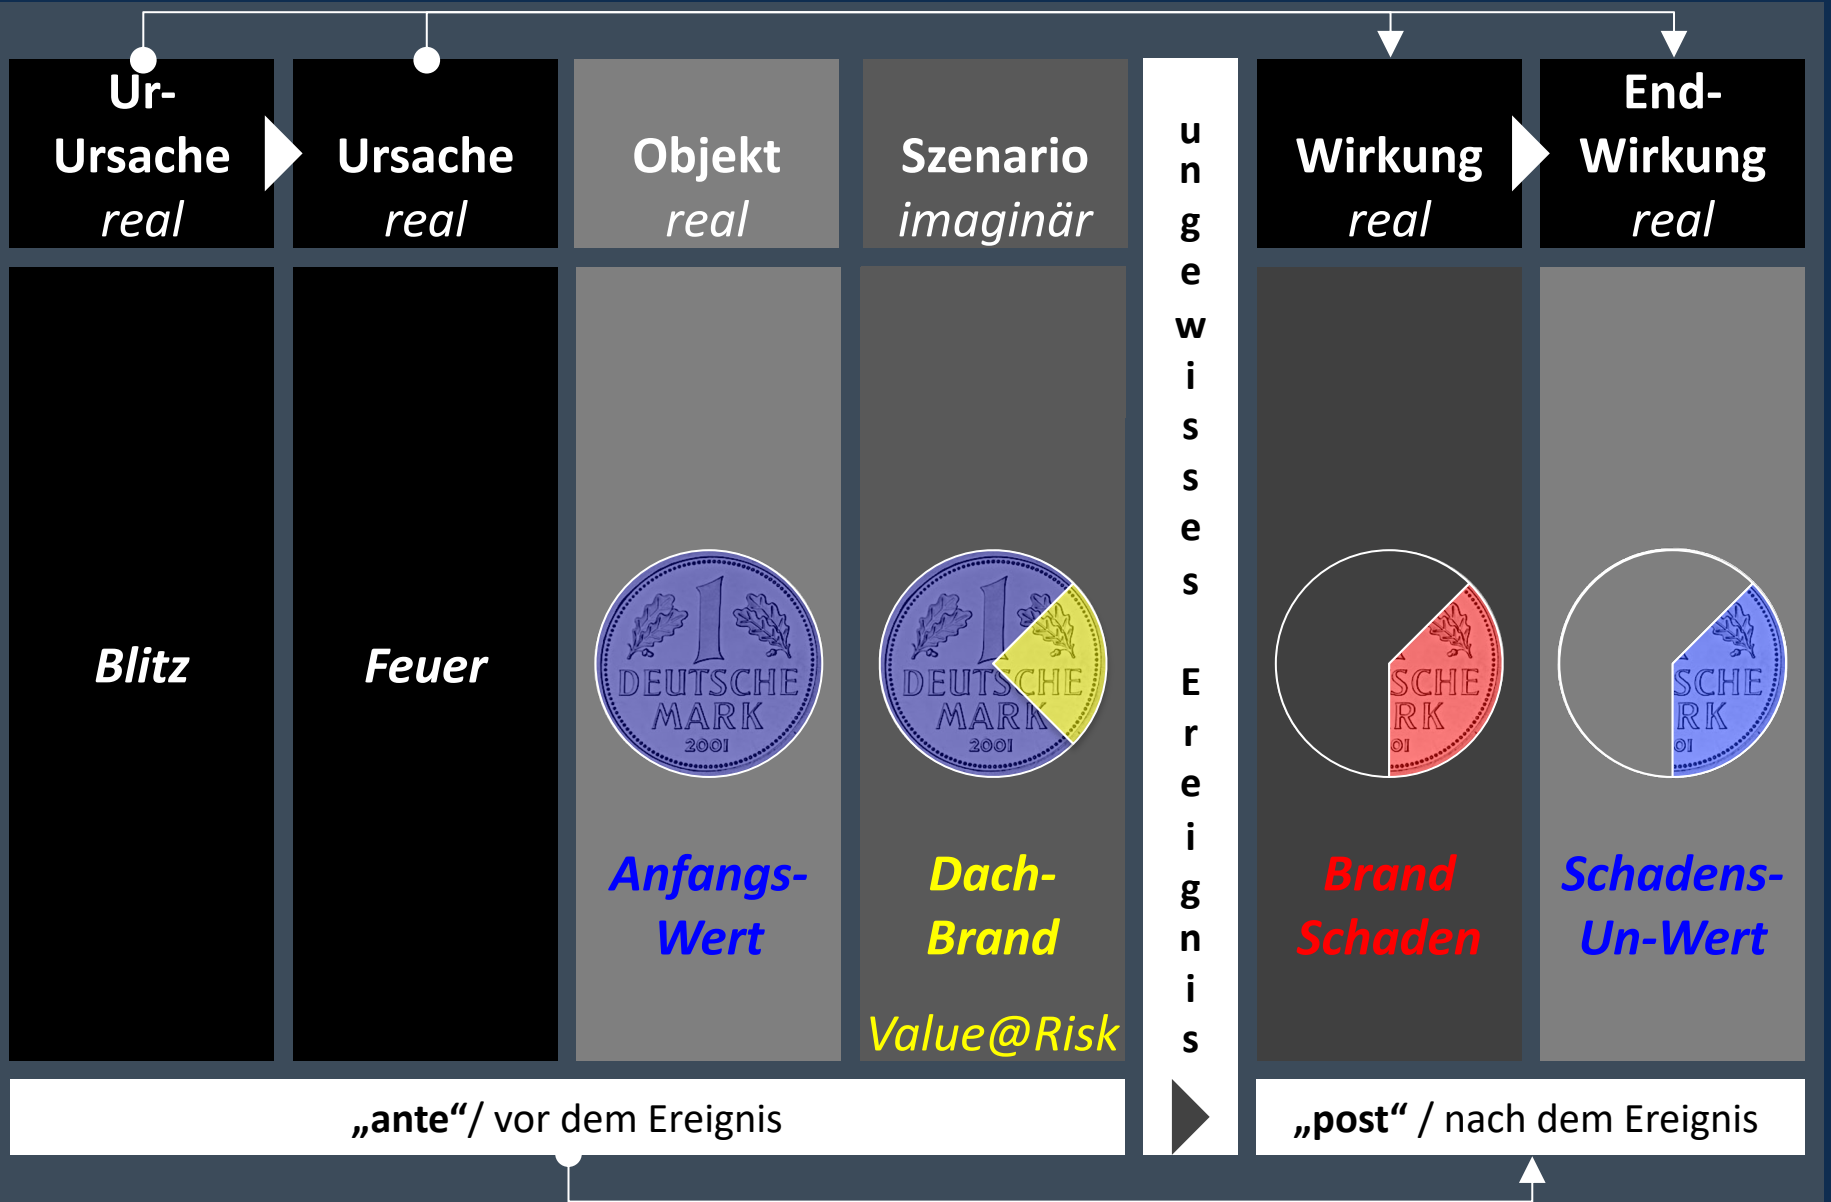 Ur-
Ursache
real
Ursache
real
Objekt
real
Szenario
imaginär
ungewisses Ereignis
Wirkung
real
End-
Wirkung
real
Blitz
Feuer
1
DEUTSCHE
MARK
2001
Anfangs-
Wert
1
DEUTSCHE
MARK
2001
Dach-
Brand
Value@Risk
SCHE
RK
01
Brand
Schaden
SCHE
RK
01
Schadens-
Un-Wert
„ante“/ vor dem Ereignis
„post“ / nach dem Ereignis